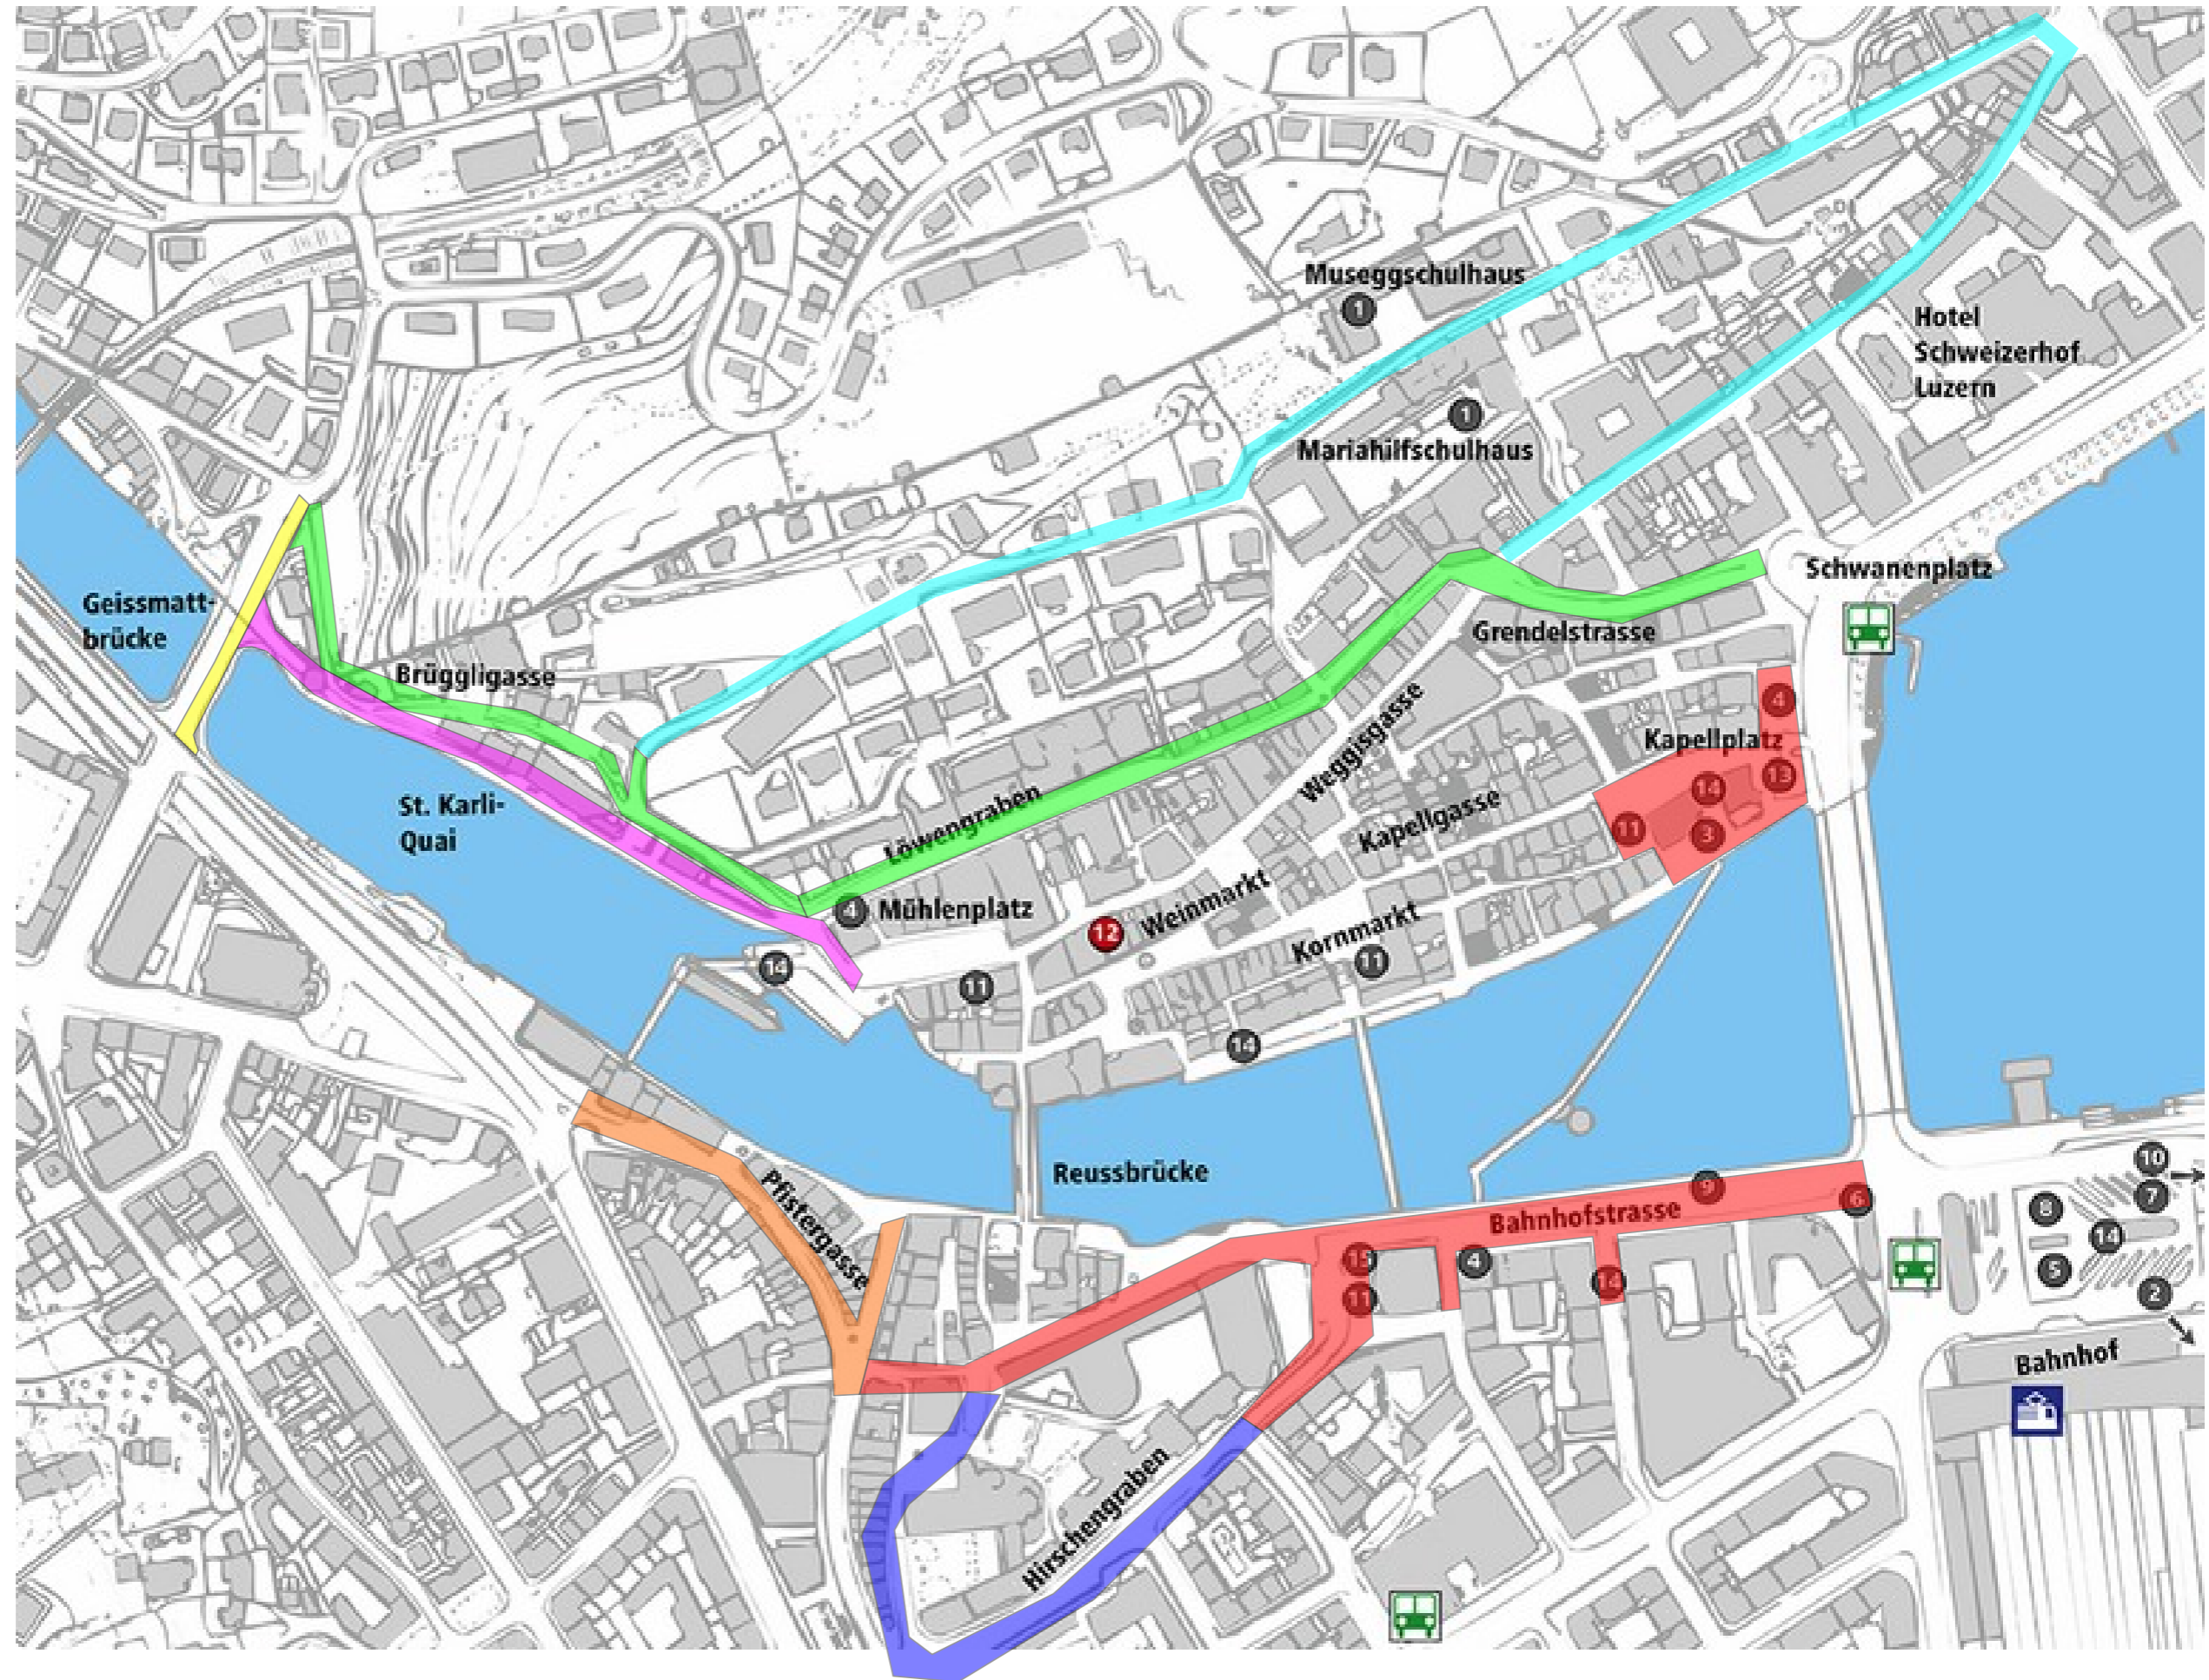 Museggschulhaus
1
Hotel
Schweizerhof
Luzern
1
Mariahilfschulhaus
Schwanenplatz
Geissmatt-
brücke
Grendelstrasse
Brüggligasse
4
Weggisgasse
Kapellplatz
13
14
St. Karli-
Quai
Löwengraben
Kapellgasse
11
3
4
Mühlenplatz
Weinmarkt
12
Kornmarkt
11
14
11
14
Reussbrücke
10
7
9
6
8
Pfistergasse
Bahnhofstrasse
14
15
4
5
14
11
2
Bahnhof
Hirschengraben